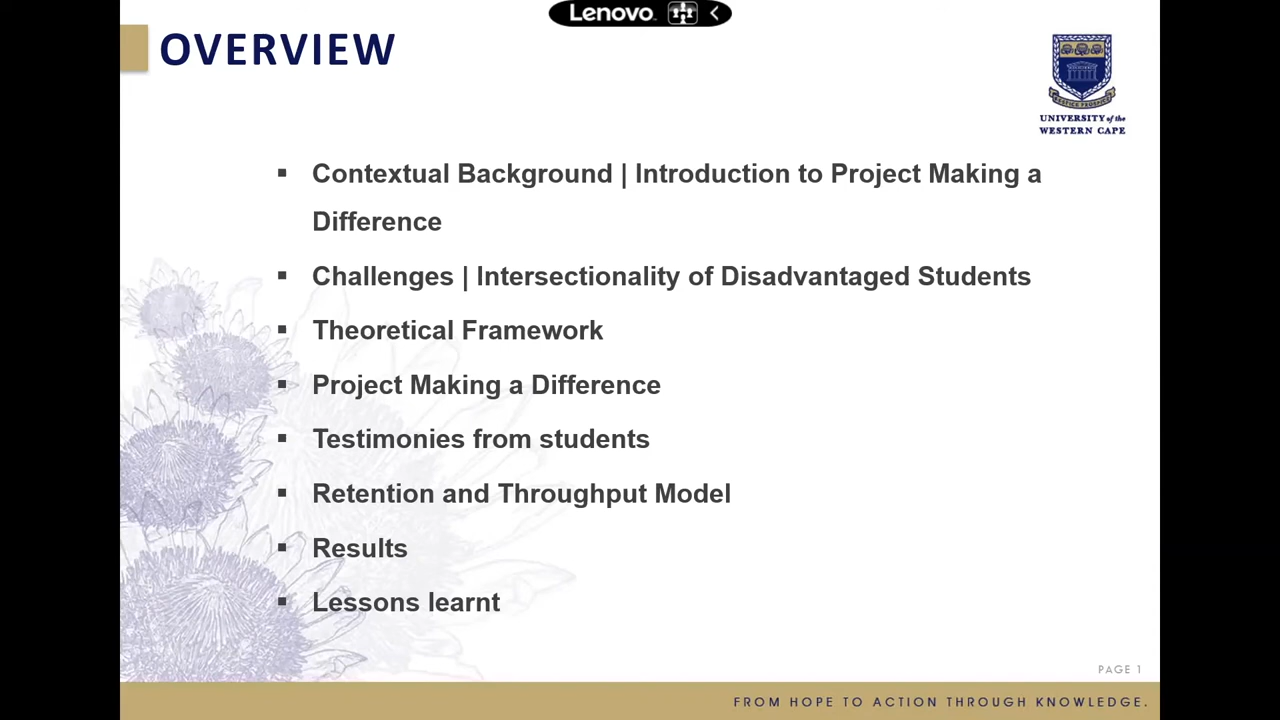 Lenovo
OVERVIEW
UNIVERSITY of the
WESTERN CAPE
▪ Contextual Background | Introduction to Project Making a
Difference
▪ Challenges | Intersectionality of Disadvantaged Students
▪ Theoretical Framework
▪ Project Making a Difference
▪ Testimonies from students
▪ Retention and Throughput Model
▪ Results
▪ Lessons learnt
PAGE 1
FROM HOPE TO ACTION THROUGH KNOWLEDGE.